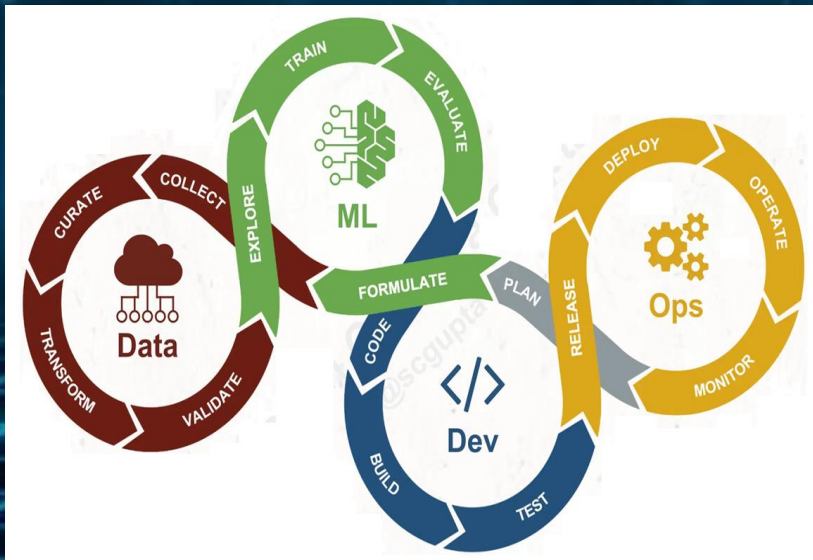 TRAIN
EVALUATE
ML
EXPLORE
FORMULATE
COLLECT
CURATE
TRANSFORM
VALIDATE
Data
CODE
BUILD
TEST
Dev
PLAN
RELEASE
DEPLOY
OPERATE
MONITOR
Ops
@scgupta